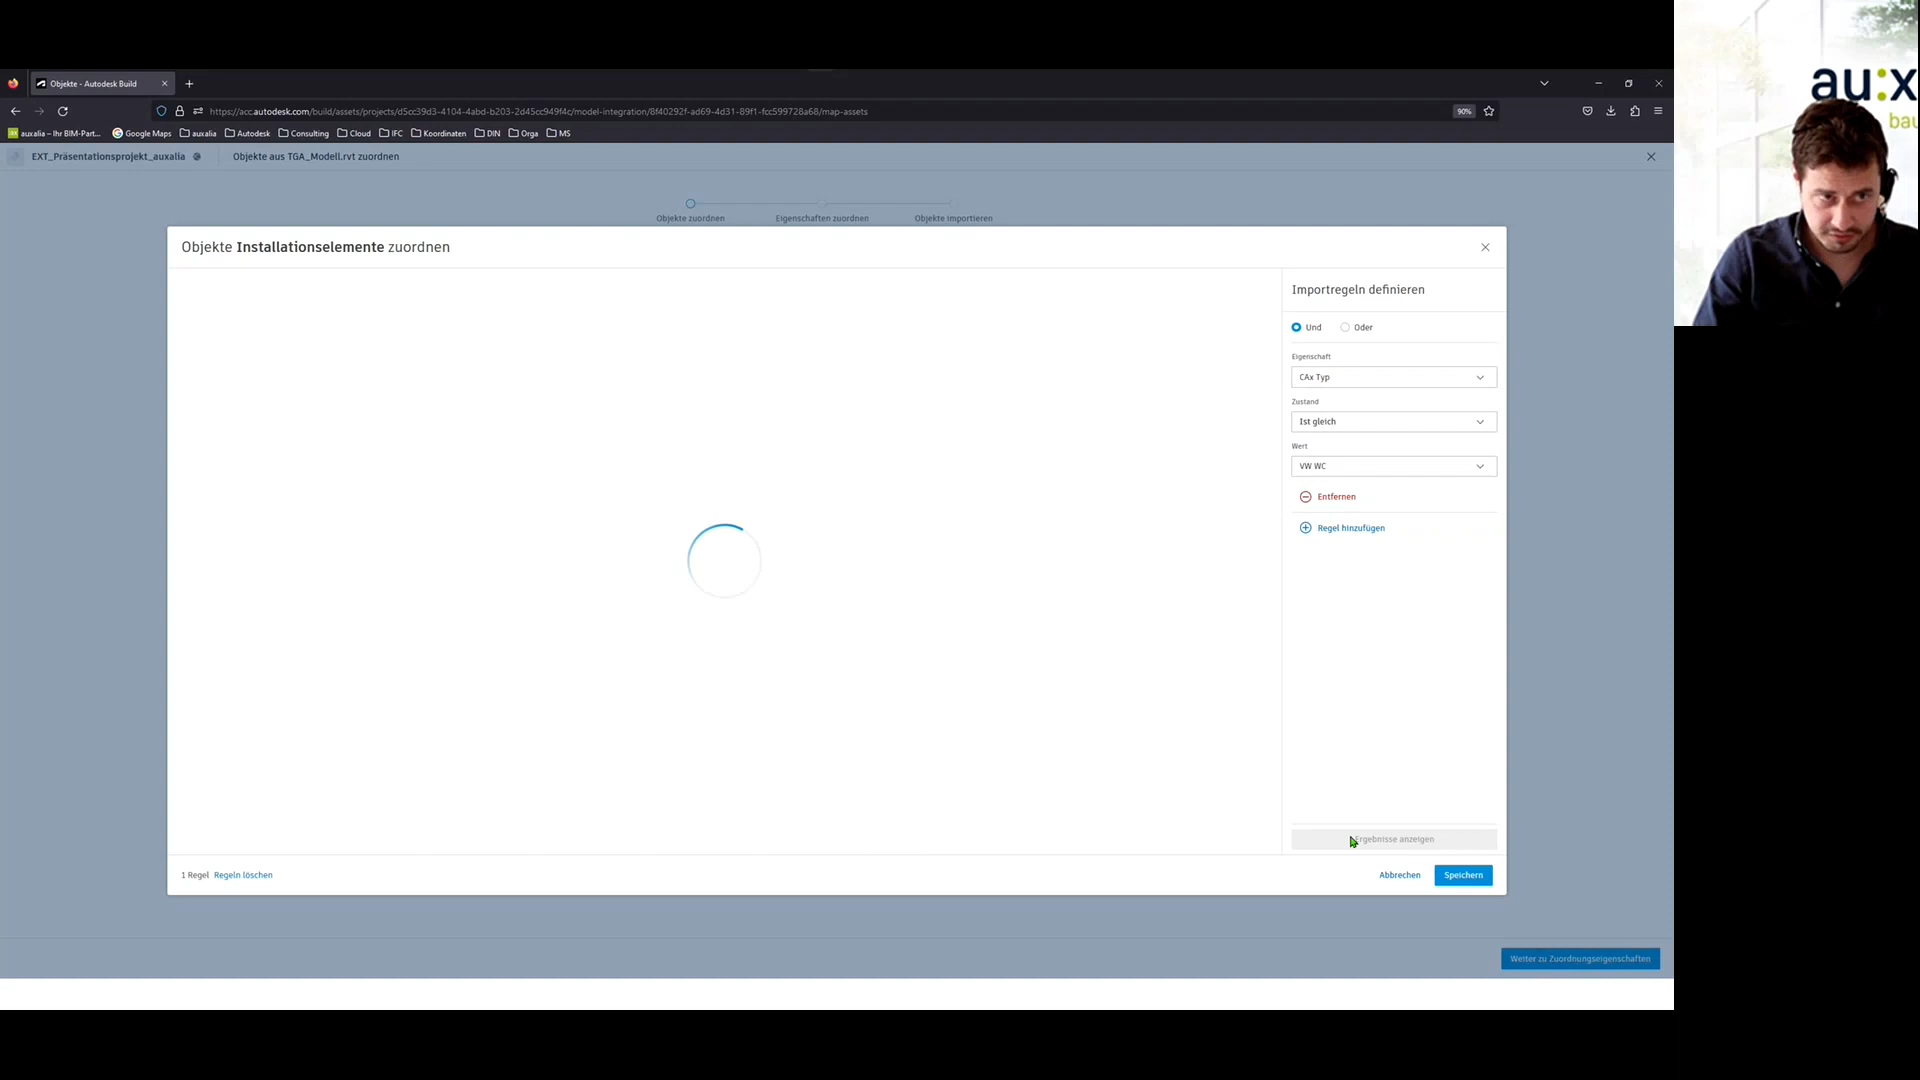 Objekte - Autodesk Build
https://acc.autodesk.com/build/assets/projects/d5cc39d3-4104-4abd-b203-2d45cc949f4c/model-integration/8f40292f-ad69-4d31-89f1-fcc599728a68/map-assets
90%
auxalia – Ihr BIM-Part... Google Maps auxalia Autodesk Consulting Cloud IFC Koordinaten DIN Orga MS
EXT_Präsentationsprojekt_auxalia Objekte aus TGA_Modell.rvt zuordnen
Objekte zuordnen Eigenschaften zuordnen Objekte importieren
Objekte Installationselemente zuordnen
Importregeln definieren
Und Oder
Eigenschaft
CAx Typ
Zustand
Ist gleich
Wert
VW WC
Entfernen
Regel hinzufügen
Ergebnisse anzeigen
1 Regel Regeln löschen
Abbrechen Speichern
Weiter zu Zuordnungseigenschaften
au:x
bau